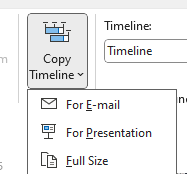 Copy
Timeline
Timeline:
Timeline
For E-mail
For Presentation
Full Size